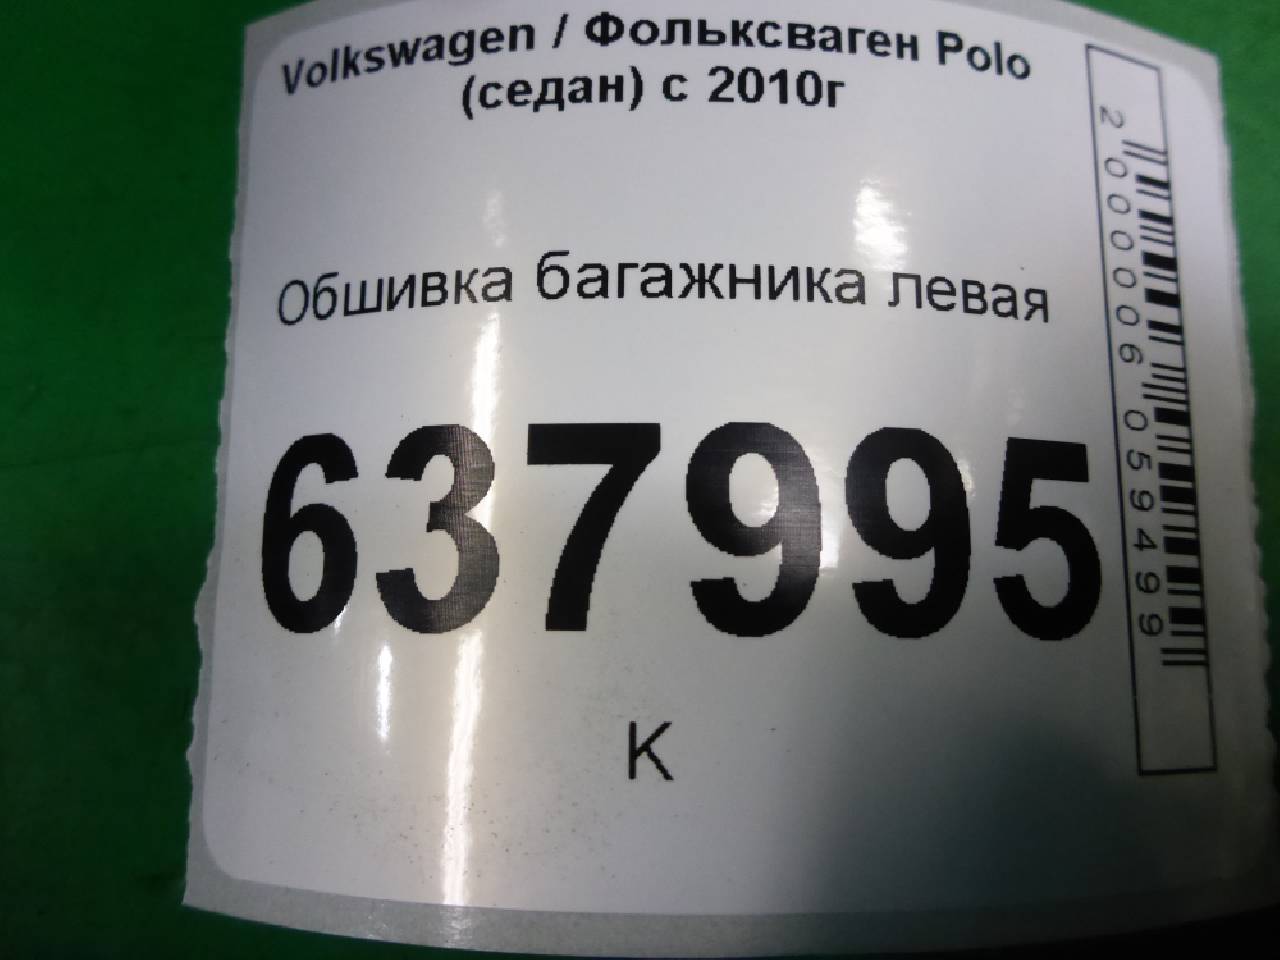 Volkswagen / Фольксваген Polo
(седан) с 2010г
Обшивка багажника левая
637995
К
2000006059499